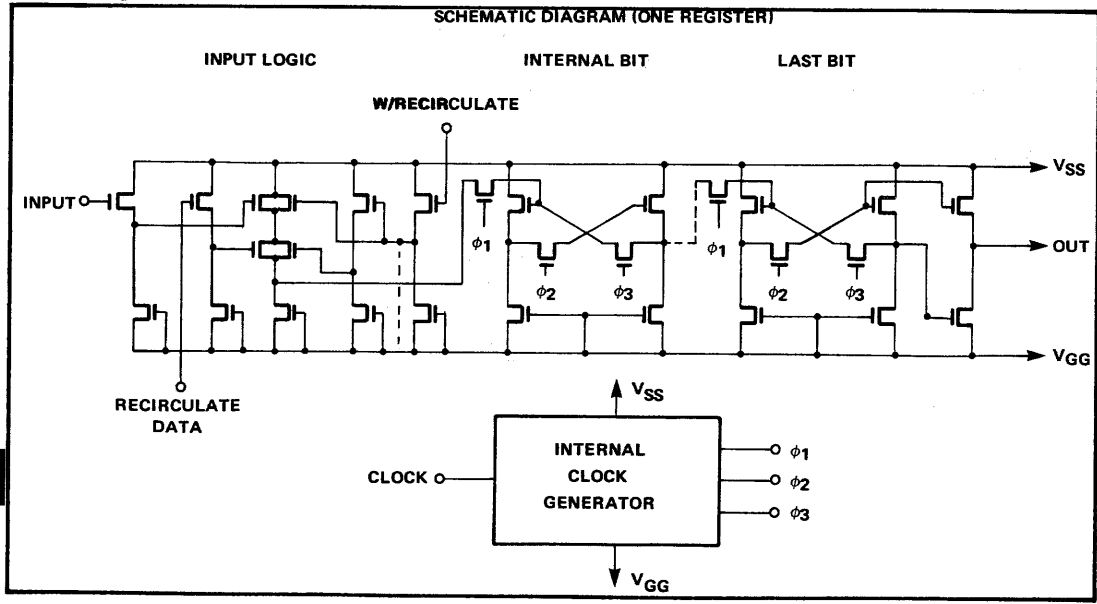 SCHEMATIC DIAGRAM (ONE REGISTER)
INPUT LOGIC
INTERNAL BIT
LAST BIT
W/RECIRCULATE
VSS
INPUT
ϕ1
ϕ1
OUT
ϕ2
ϕ3
ϕ2
ϕ3
VGG
RECIRCULATE
DATA
VSS
INTERNAL
CLOCK
GENERATOR
CLOCK
ϕ1
ϕ2
ϕ3
VGG